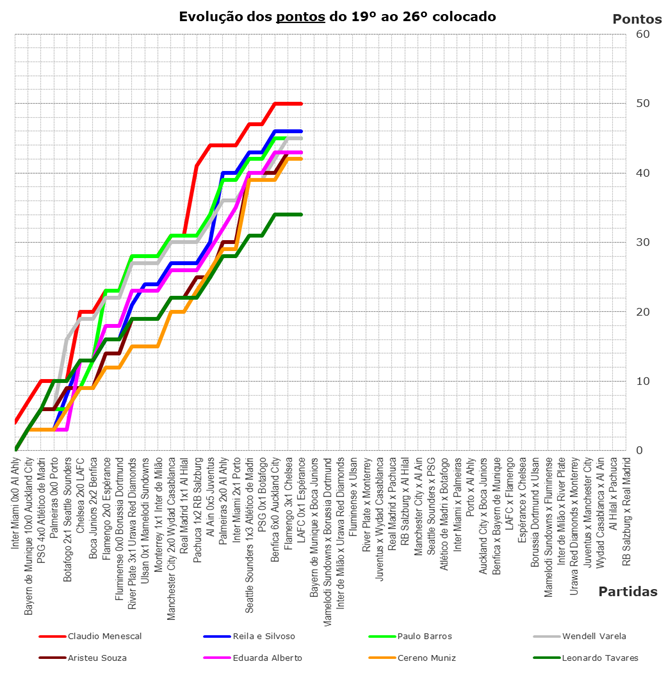 Evolução dos pontos do 19º ao 26º colocado
Pontos
60
50
40
30
20
10
0
Inter Miami 0x0 Al Ahly
Bayern de Munique 10x0 Auckland City
PSG 4x0 Atlético de Madri
Palmeiras 0x0 Porto
Botafogo 2x1 Seattle Sounders
Chelsea 2x0 LAFC
Boca Juniors 2x2 Benfica
Flamengo 2x0 Espérance
Fluminense 0x0 Borussia Dortmund
River Plate 3x1 Urawa Red Diamonds
Ulsan 0x1 Mamelodi Sundowns
Monterrey 1x1 Inter de Milão
Manchester City 2x0 Wydad Casablanca
Real Madrid 1x1 Al Hilal
Pachuca 1x2 RB Salzburg
Al Ain 0x5 Juventus
Palmeiras 2x0 Al Ahly
Inter Miami 2x1 Porto
Seattle Sounders 1x3 Atlético de Madri
PSG 0x1 Botafogo
Benfica 6x0 Auckland City
Flamengo 3x1 Chelsea
LAFC 0x1 Espérance
Bayern de Munique x Boca Juniors
Mamelodi Sundowns x Borussia Dortmund
Inter de Milão x Urawa Red Diamonds
Fluminense x Ulsan
River Plate x Monterrey
Juventus x Wydad Casablanca
Real Madrid x Pachuca
RB Salzburg x Al Hilal
Manchester City x Al Ain
Seattle Sounders x PSG
Atlético de Madri x Botafogo
Inter Miami x Palmeiras
Porto x Al Ahly
Auckland City x Boca Juniors
Benfica x Bayern de Munique
LAFC x Flamengo
Espérance x Chelsea
Borussia Dortmund x Ulsan
Mamelodi Sundowns x Fluminense
Inter de Milão x River Plate
Urawa Red Diamonds x Monterrey
Juventus x Manchester City
Wydad Casablanca x Al Ain
Al Hilal x Pachuca
RB Salzburg x Real Madrid
Partidas
Claudio Menescal
Reila e Silvoso
Paulo Barros
Wendell Varela
Aristeu Souza
Eduarda Alberto
Cereno Muniz
Leonardo Tavares